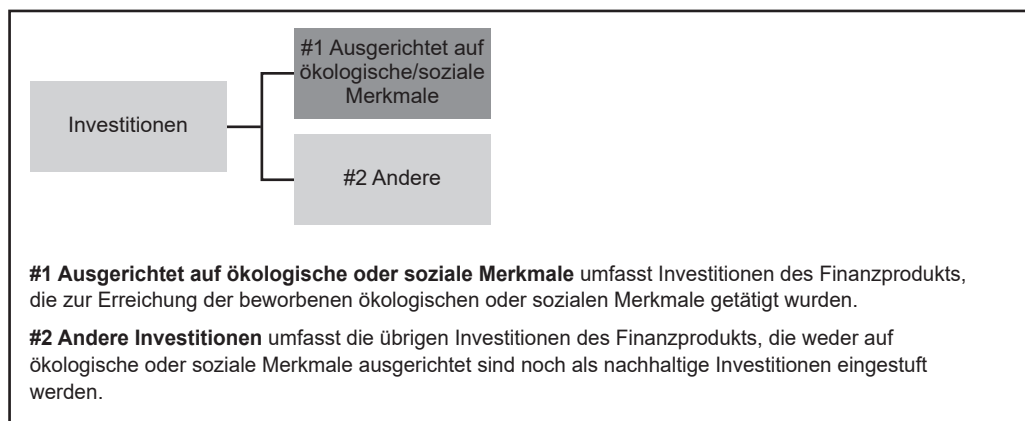 #1 Ausgerichtet auf
ökologische/soziale
Merkmale
Investitionen
#2 Andere
#1 Ausgerichtet auf ökologische oder soziale Merkmale umfasst Investitionen des Finanzprodukts,
die zur Erreichung der beworbenen ökologischen oder sozialen Merkmale getätigt wurden.
#2 Andere Investitionen umfasst die übrigen Investitionen des Finanzprodukts, die weder auf
ökologische oder soziale Merkmale ausgerichtet sind noch als nachhaltige Investitionen eingestuft
werden.